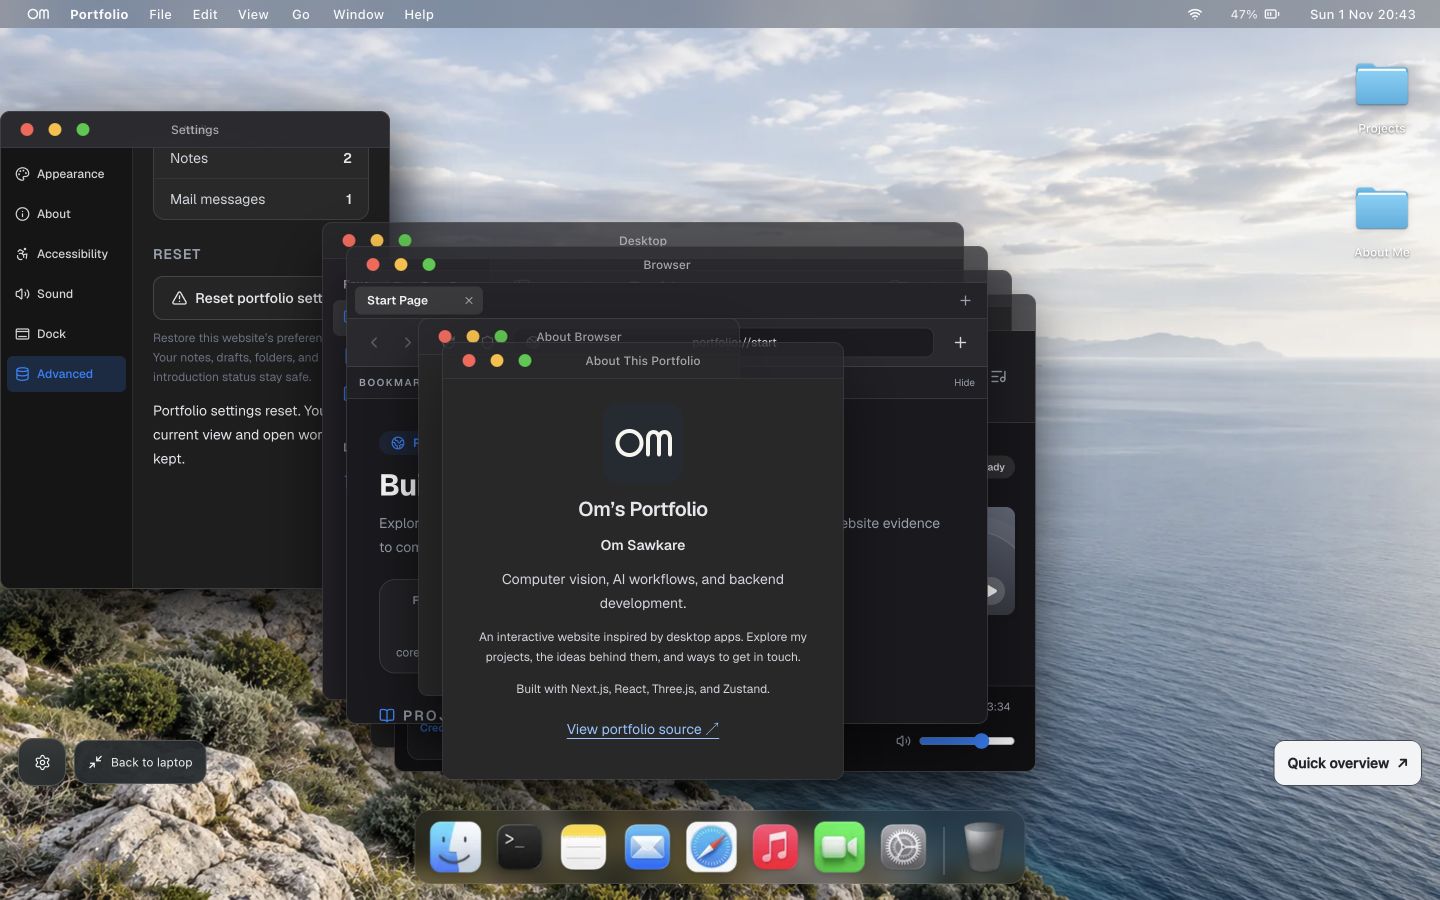 Om Portfolio File Edit View Go Window Help 47% Sun 1 Nov 20:43
Projects
About Me
Settings
Appearance
About
Accessibility
Sound
Dock
Advanced
Notes 2
Mail messages 1
RESET
Reset portfolio sett
Restore this website's preferen
Your notes, drafts, folders, and
introduction status stay safe.
Portfolio settings reset. You
current view and open wor
kept.
Desktop
Browser
Start Page
portfolio://start
BOOKMAR
Hide
Bu
Explor
ebsite evidence
to con
core
PROJ
Cred
ady
3:34
About Browser
About This Portfolio
Om
Om's Portfolio
Om Sawkare
Computer vision, AI workflows, and backend
development.
An interactive website inspired by desktop apps. Explore my
projects, the ideas behind them, and ways to get in touch.
Built with Next.js, React, Three.js, and Zustand.
View portfolio source ↗
Back to laptop
Quick overview ↗
>_